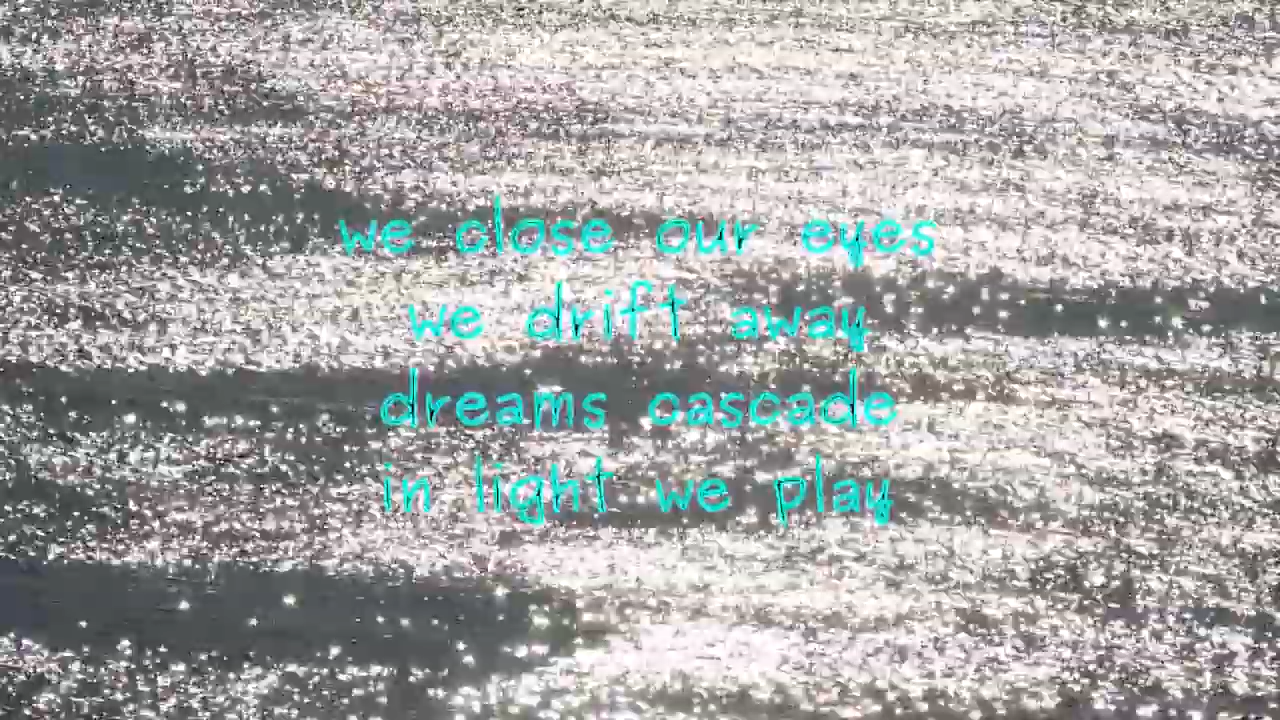 we close our eyes
we drift away
dreams cascade
in light we play